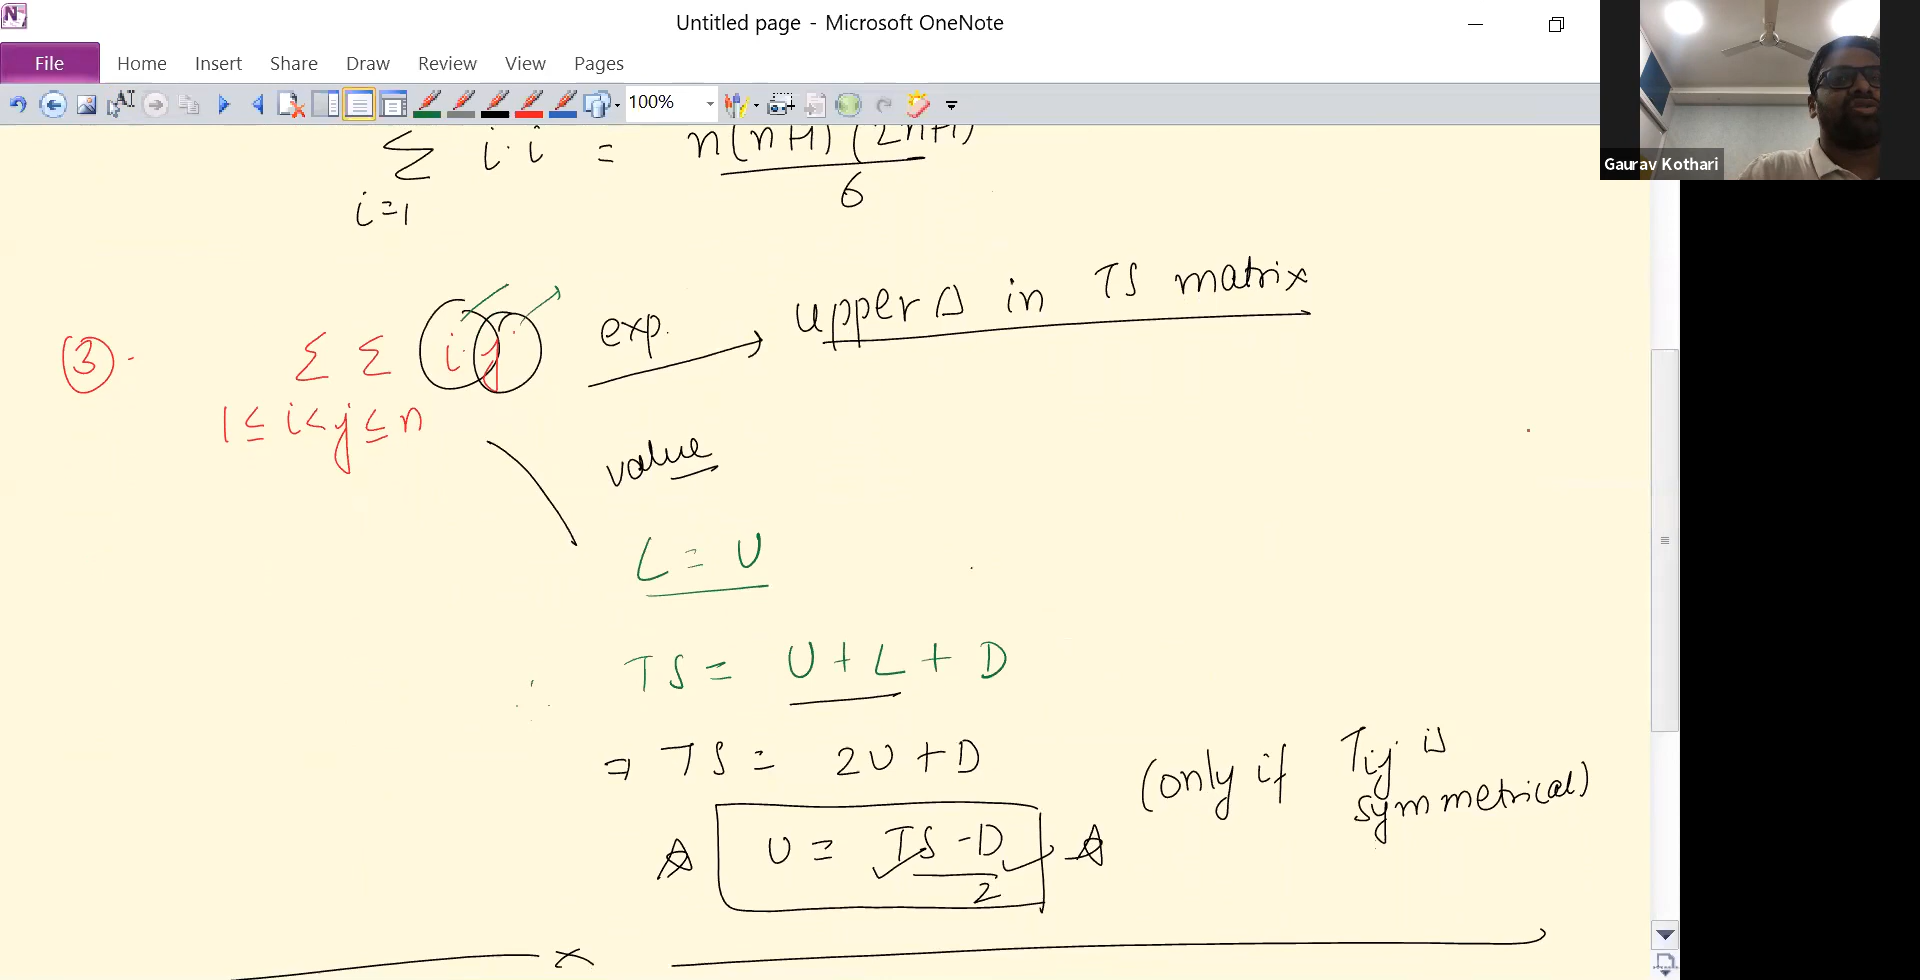 Untitled page - Microsoft OneNote
File Home Insert Share Draw Review View Pages
100%
Gaurav Kothari
Σ i·i = n(n+1)(2n+1)
i=1 6
③. Σ Σ i·j exp. → upper Δ in TS matrix
1 ≤ i < j ≤ n
value
L = U
∴ TS = U + L + D
⇒ TS = 2U + D (only if Tij is
symmetrical)
☆ U = TS - D ☆
2
×